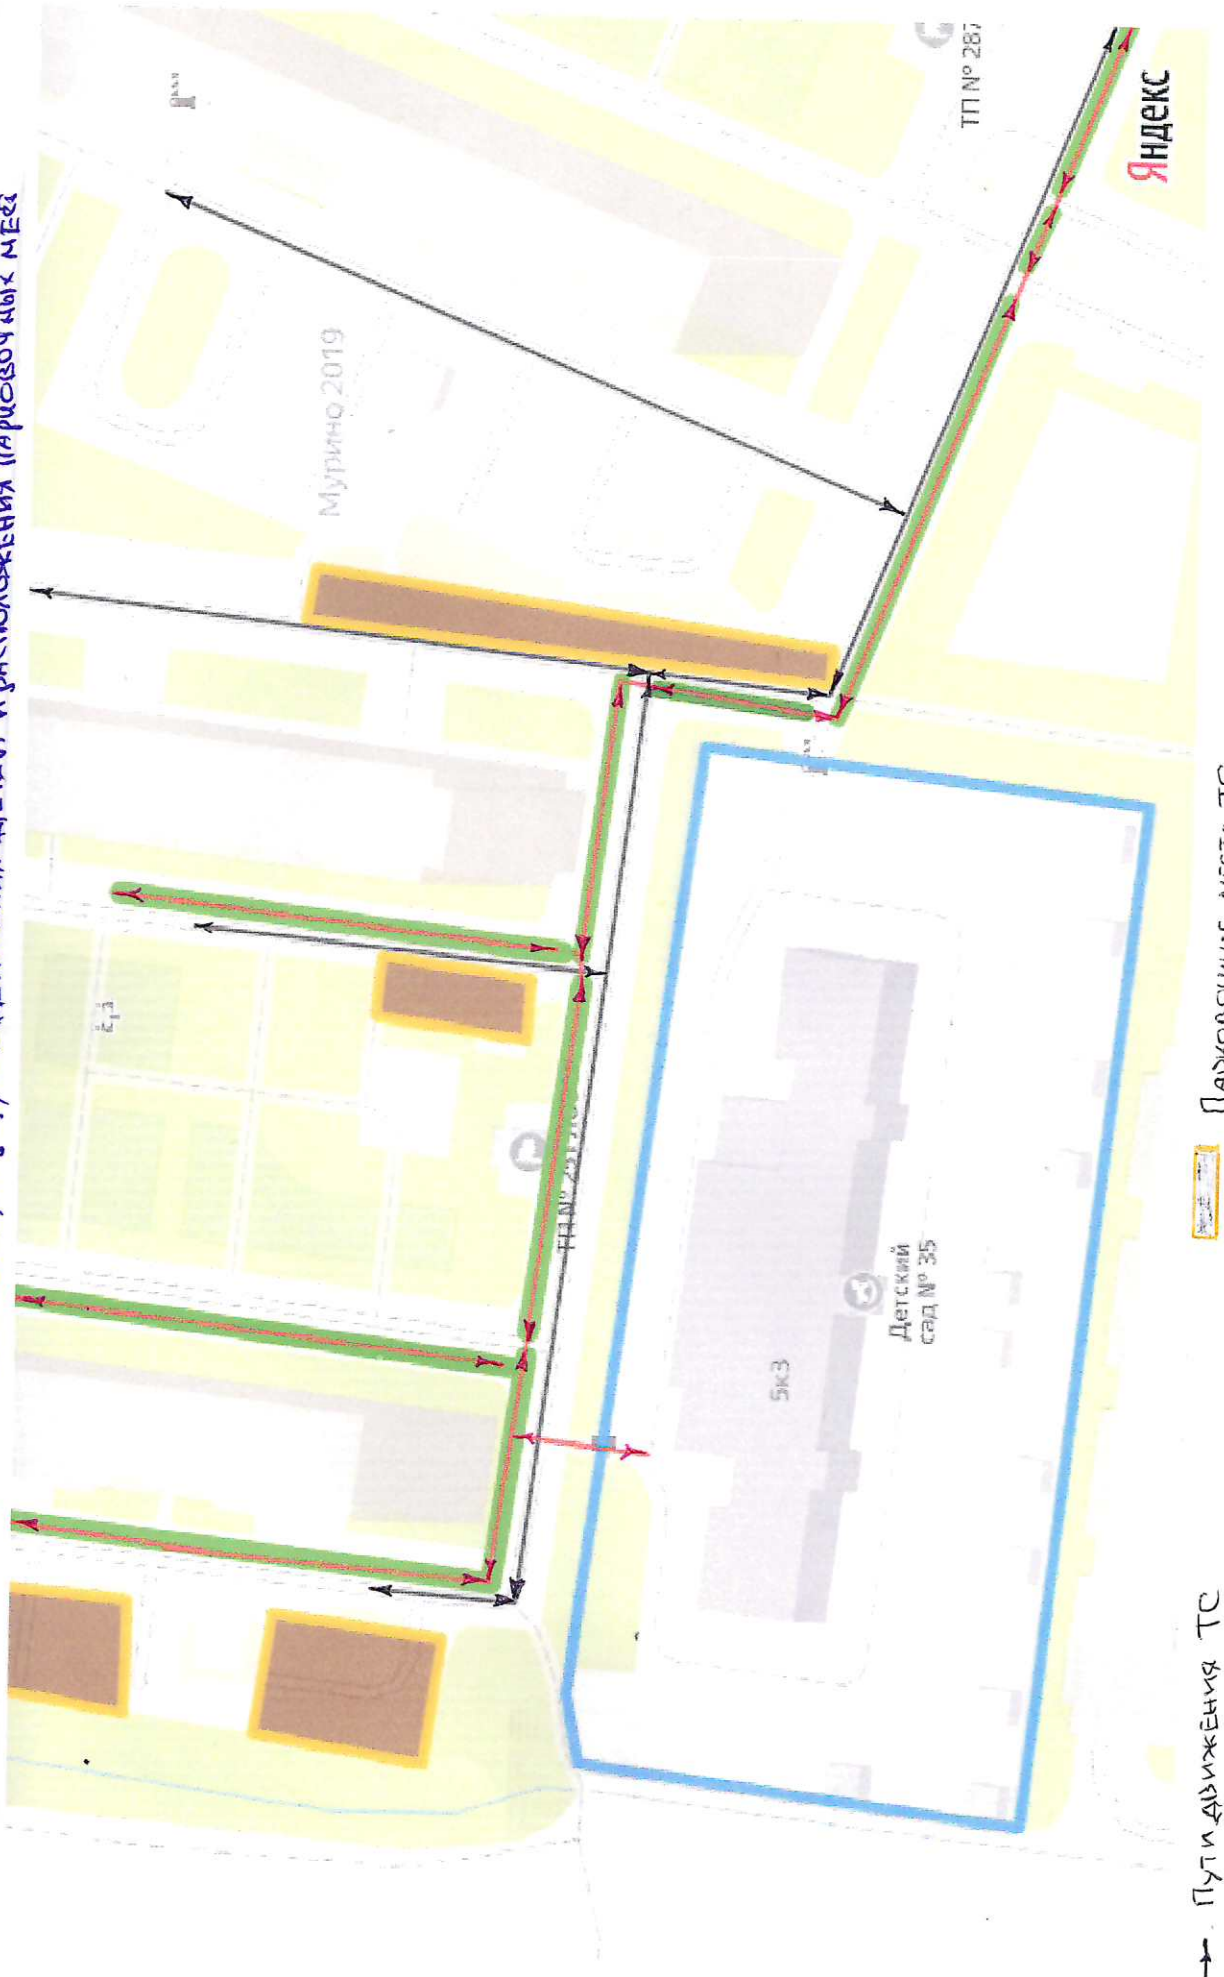 И РАСПОЛОЖЕНИЯ ПАРКОВОЧНЫХ МЕСТ
Мурино 2019
ТП № 287
Яндекс
ТП №
Детский
сад № 35
5к3
Пути движения ТС
Парковочные места ТС